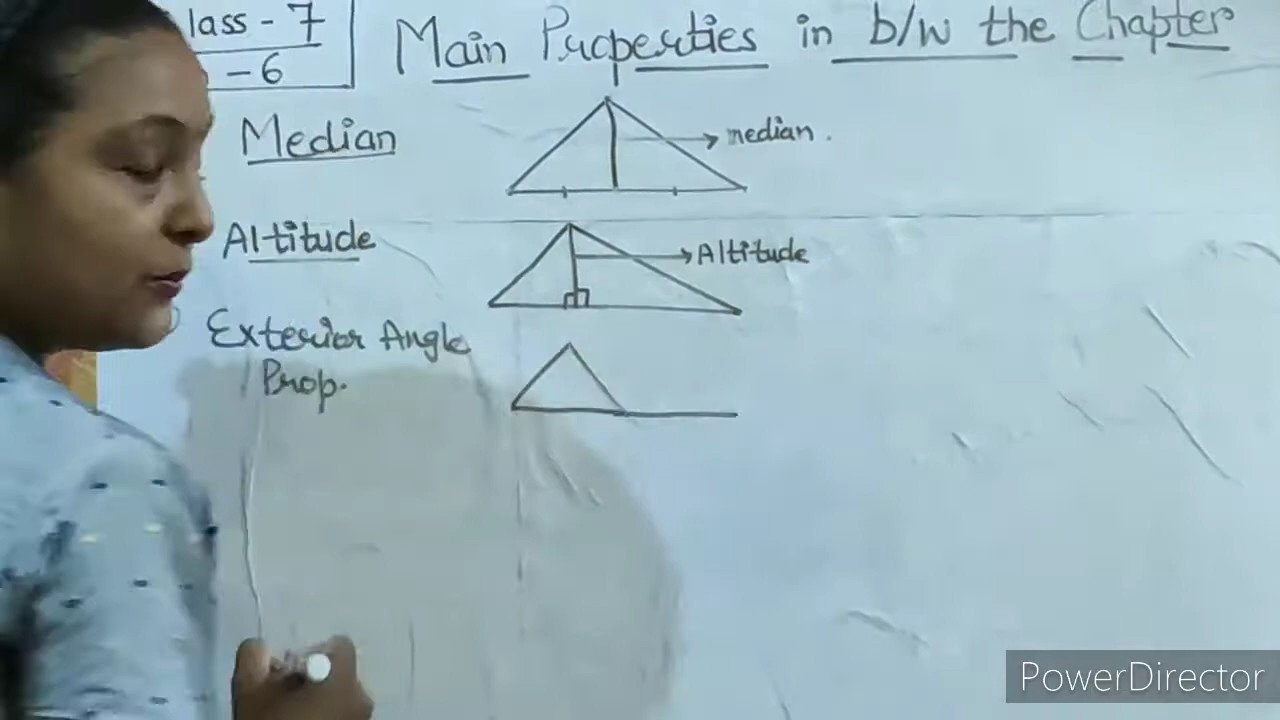 lass - 7
- 6
Main Properties in b/w the Chapter
Median
median .
Altitude
Altitude
Exterior Angle
Prop.
PowerDirector